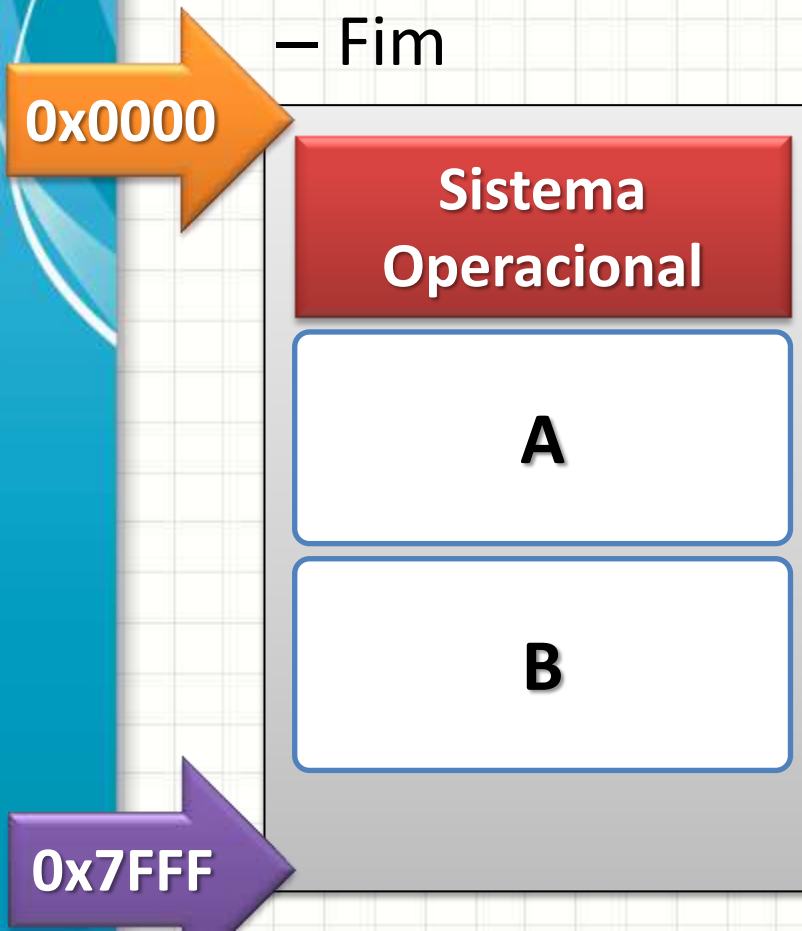 – Fim
0x0000
Sistema
Operacional
A
B
0x7FFF